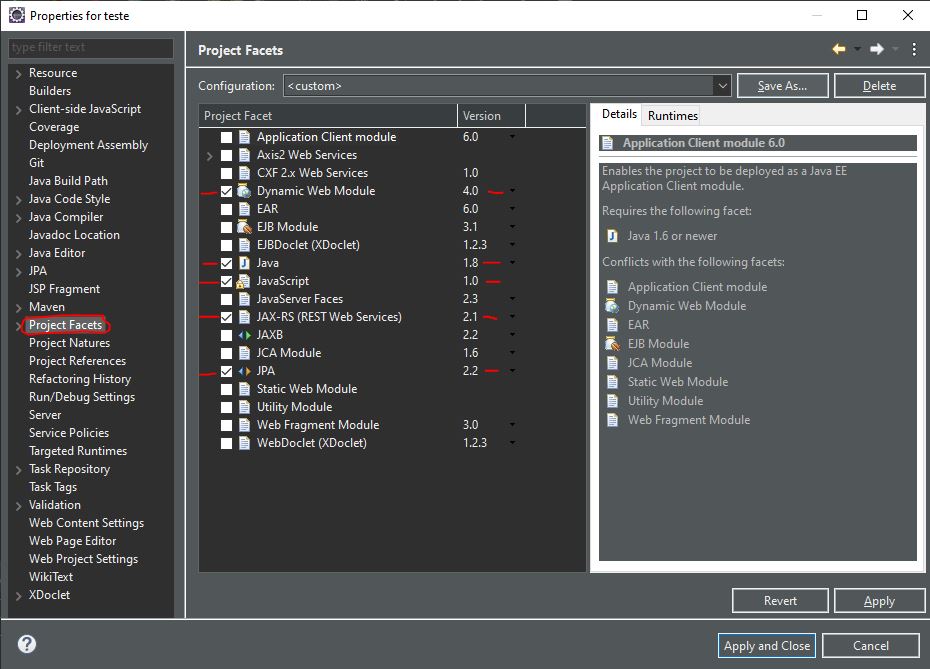 Properties for teste
type filter text
Resource
Builders
Client-side JavaScript
Coverage
Deployment Assembly
Git
Java Build Path
Java Code Style
Java Compiler
Javadoc Location
Java Editor
JPA
JSP Fragment
Maven
Project Facets
Project Natures
Project References
Refactoring History
Run/Debug Settings
Server
Service Policies
Targeted Runtimes
Task Repository
Task Tags
Validation
Web Content Settings
Web Page Editor
Web Project Settings
WikiText
XDoclet
Project Facets
Configuration: <custom> Save As... Delete
Project Facet Version
Application Client module 6.0
Axis2 Web Services
CXF 2.x Web Services 1.0
Dynamic Web Module 4.0
EAR 6.0
EJB Module 3.1
EJBDoclet (XDoclet) 1.2.3
Java 1.8
JavaScript 1.0
JavaServer Faces 2.3
JAX-RS (REST Web Services) 2.1
JAXB 2.2
JCA Module 1.6
JPA 2.2
Static Web Module
Utility Module
Web Fragment Module 3.0
WebDoclet (XDoclet) 1.2.3
Details Runtimes
Application Client module 6.0
Enables the project to be deployed as a Java EE
Application Client module.
Requires the following facet:
Java 1.6 or newer
Conflicts with the following facets:
Application Client module
Dynamic Web Module
EAR
EJB Module
JCA Module
Static Web Module
Utility Module
Web Fragment Module
Revert Apply
? Apply and Close Cancel